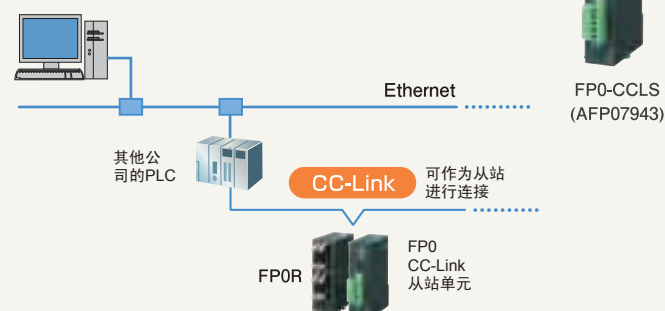 Ethernet
FP0-CCLS
(AFP07943)
其他公
司的PLC
CC-Link
可作为从站
进行连接
FP0R
FP0
CC-Link
从站单元